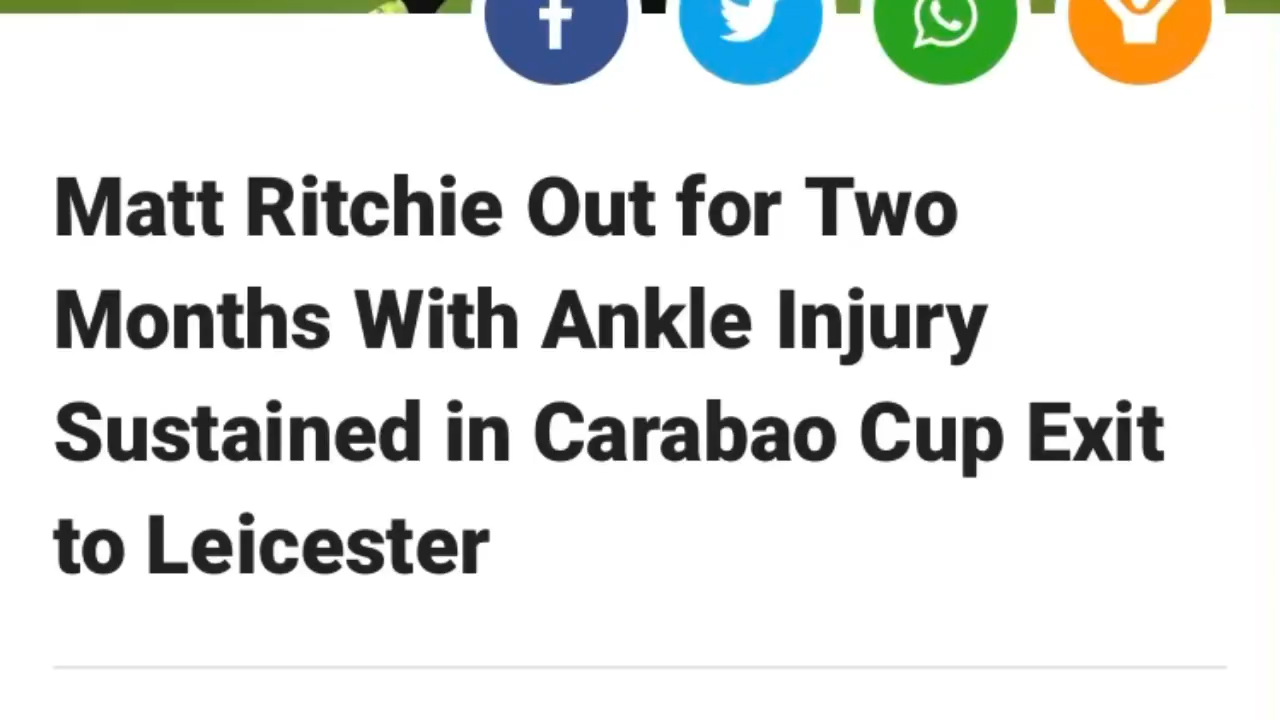 Matt Ritchie Out for Two
Months With Ankle Injury
Sustained in Carabao Cup Exit
to Leicester